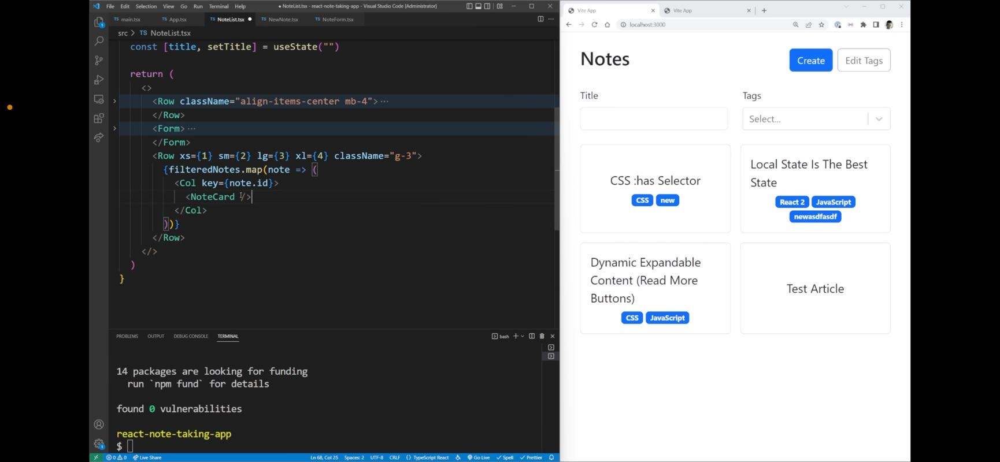 File Edit Selection View Go Run Terminal Help
● NoteList.tsx - react-note-taking-app - Visual Studio Code [Administrator]
main.tsx
App.tsx
NoteList.tsx
NewNote.tsx
NoteForm.tsx
src > NoteList.tsx
const [title, setTitle] = useState("")
return (
<>
<Row className="align-items-center mb-4"> ···
</Row>
<Form> ···
</Form>
<Row xs={1} sm={2} lg={3} xl={4} className="g-3">
{filteredNotes.map(note => (
<Col key={note.id}>
<NoteCard />
</Col>
))}
</Row>
</>
)
}
PROBLEMS OUTPUT DEBUG CONSOLE TERMINAL
bash
14 packages are looking for funding
run `npm fund` for details
found 0 vulnerabilities
react-note-taking-app
$
0 0 Live Share
Ln 68, Col 25 Spaces: 2 UTF-8 CRLF {} TypeScript React Go Live Spell Prettier
Vite App
Vite App
localhost:3000
Notes
Create
Edit Tags
Title
Tags
Select...
CSS :has Selector
CSS new
Local State Is The Best
State
React 2 JavaScript
newasdfasdf
Dynamic Expandable
Content (Read More
Buttons)
CSS JavaScript
Test Article